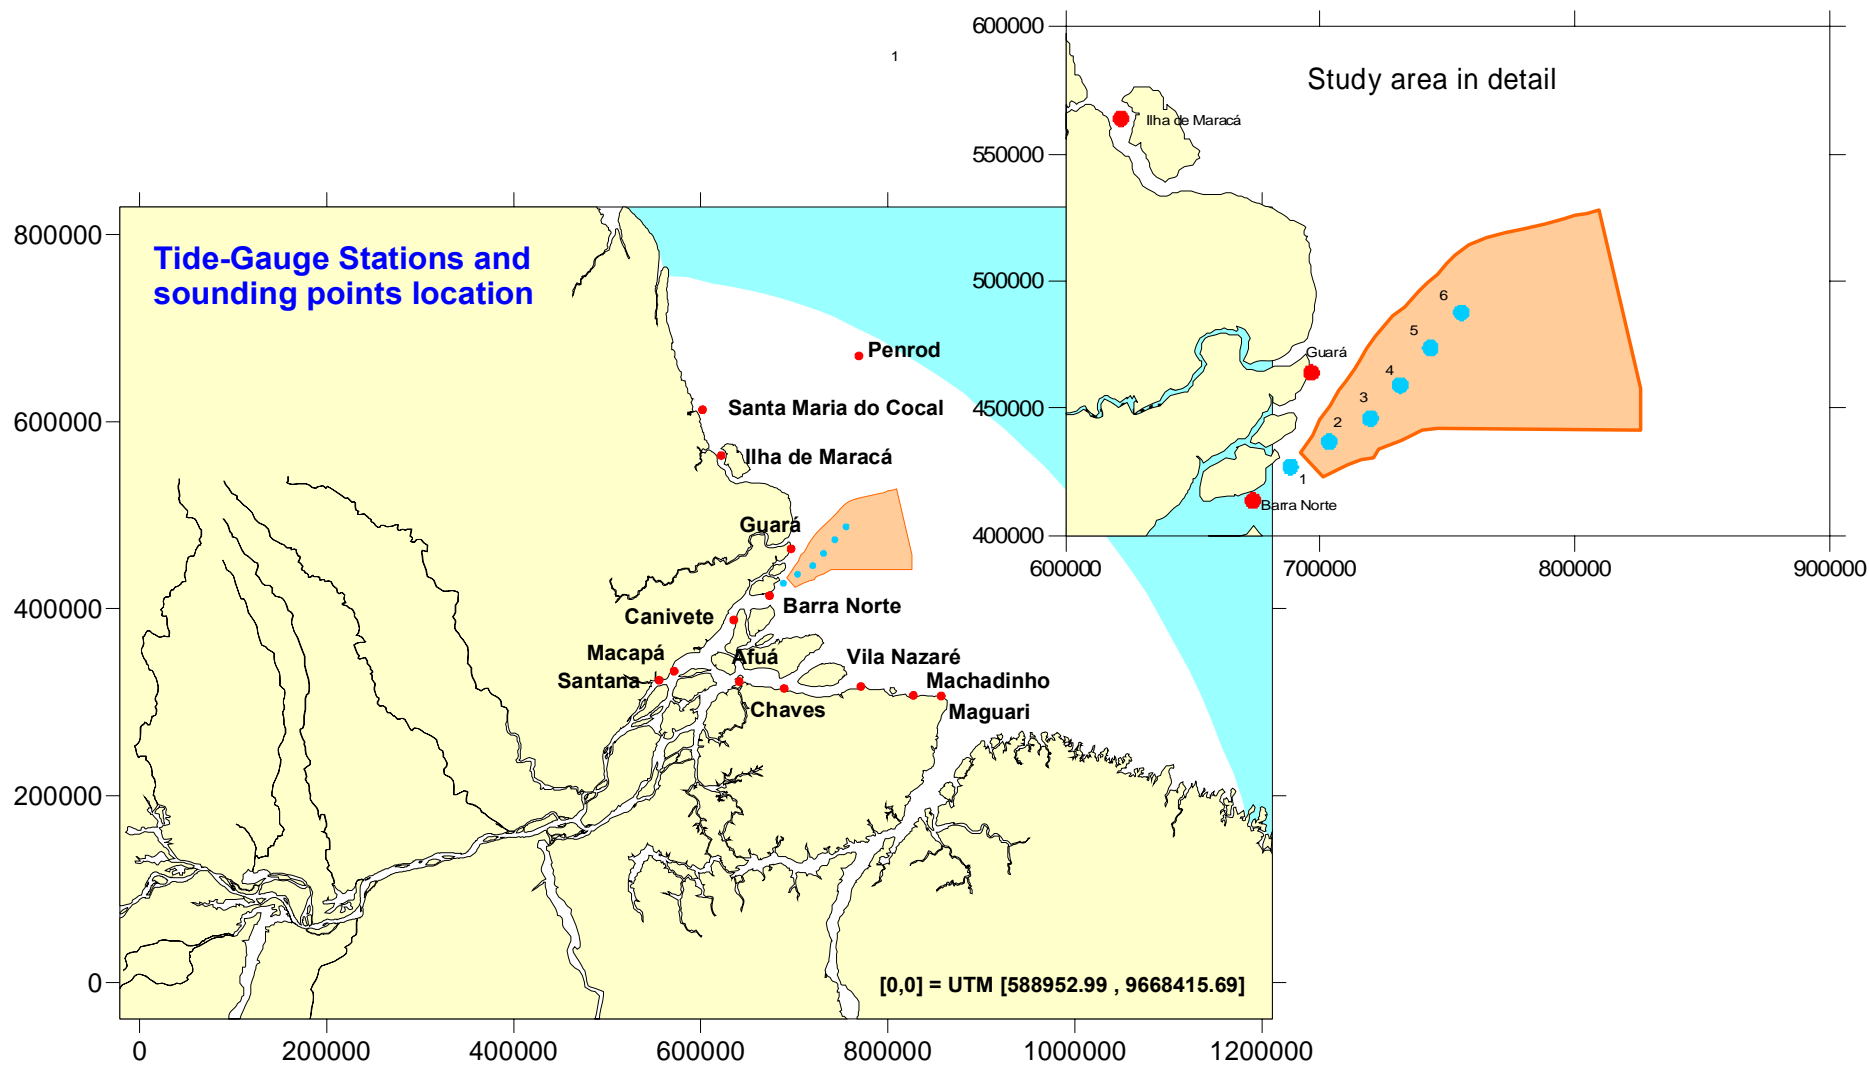 600000
1
Study area in detail
Ilha de Maracá
550000
800000
Tide-Gauge Stations and
sounding points location
500000
6
5
Guará
4
3
450000
2
1
Barra Norte
400000
600000
700000
800000
900000
Penrod
Santa Maria do Cocal
600000
Ilha de Maracá
Guará
400000
Canivete
Barra Norte
Macapá
Afuá
Vila Nazaré
Santana
Machadinho
Chaves
Maguari
200000
0
[0,0] = UTM [588952.99 , 9668415.69]
0
200000
400000
600000
800000
1000000
1200000